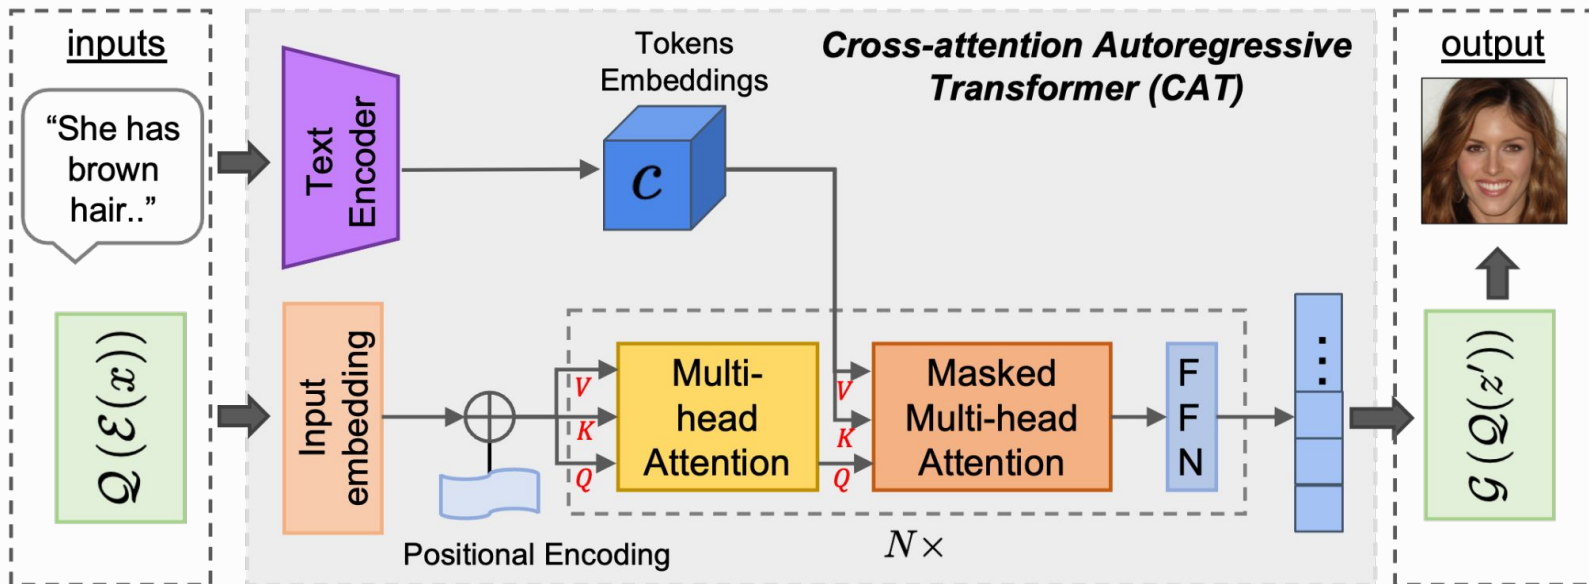 inputs
“She has
brown
hair..”
Q(ℰ(x))
Text
Encoder
Tokens
Embeddings
c
Cross-attention Autoregressive
Transformer (CAT)
Input
embedding
Positional Encoding
V
K
Q
Multi-
head
Attention
V
K
Q
Masked
Multi-head
Attention
F
F
N
N×
⋮
output
G(Q(z′))